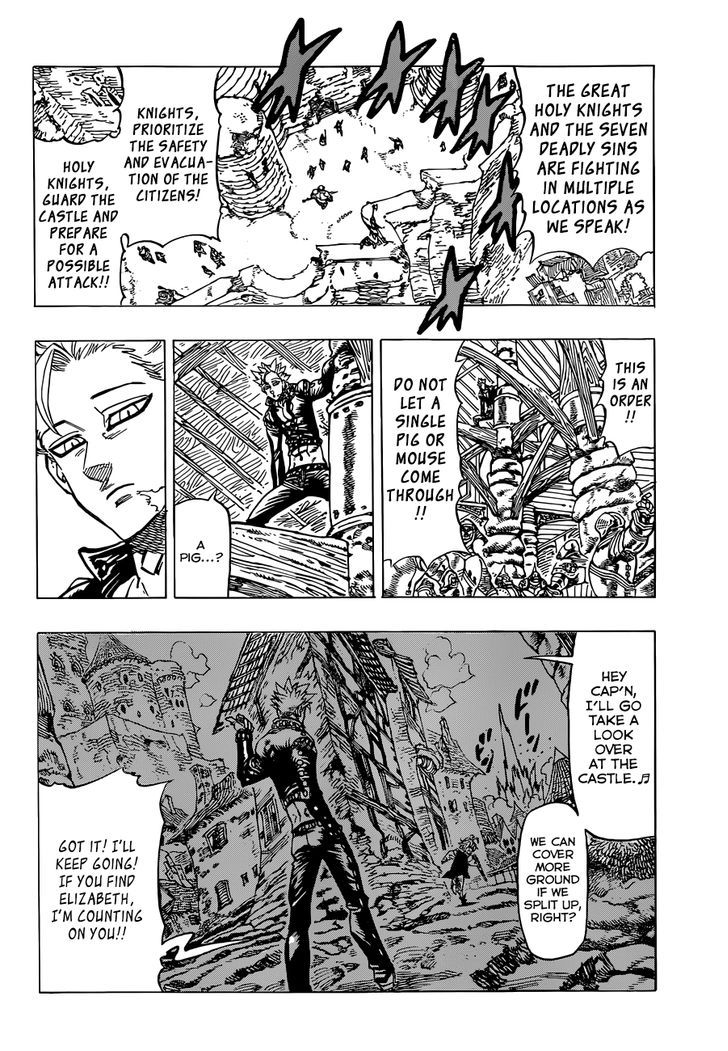 THE GREAT
HOLY KNIGHTS
AND THE SEVEN
DEADLY SINS
ARE FIGHTING
IN MULTIPLE
LOCATIONS AS
WE SPEAK!
KNIGHTS,
PRIORITIZE
THE SAFETY
AND EVACUA-
TION OF THE
CITIZENS!
HOLY
KNIGHTS,
GUARD THE
CASTLE AND
PREPARE
FOR A
POSSIBLE
ATTACK!!
THIS
IS AN
ORDER
!!
DO NOT
LET A
SINGLE
PIG OR
MOUSE
COME
THROUGH
!!
A
PIG...?
HEY
CAP'N,
I'LL GO
TAKE A
LOOK
OVER
AT THE
CASTLE.♫
WE CAN
COVER
MORE
GROUND
IF WE
SPLIT UP,
RIGHT?
GOT IT! I'LL
KEEP GOING!
IF YOU FIND
ELIZABETH,
I'M COUNTING
ON YOU!!